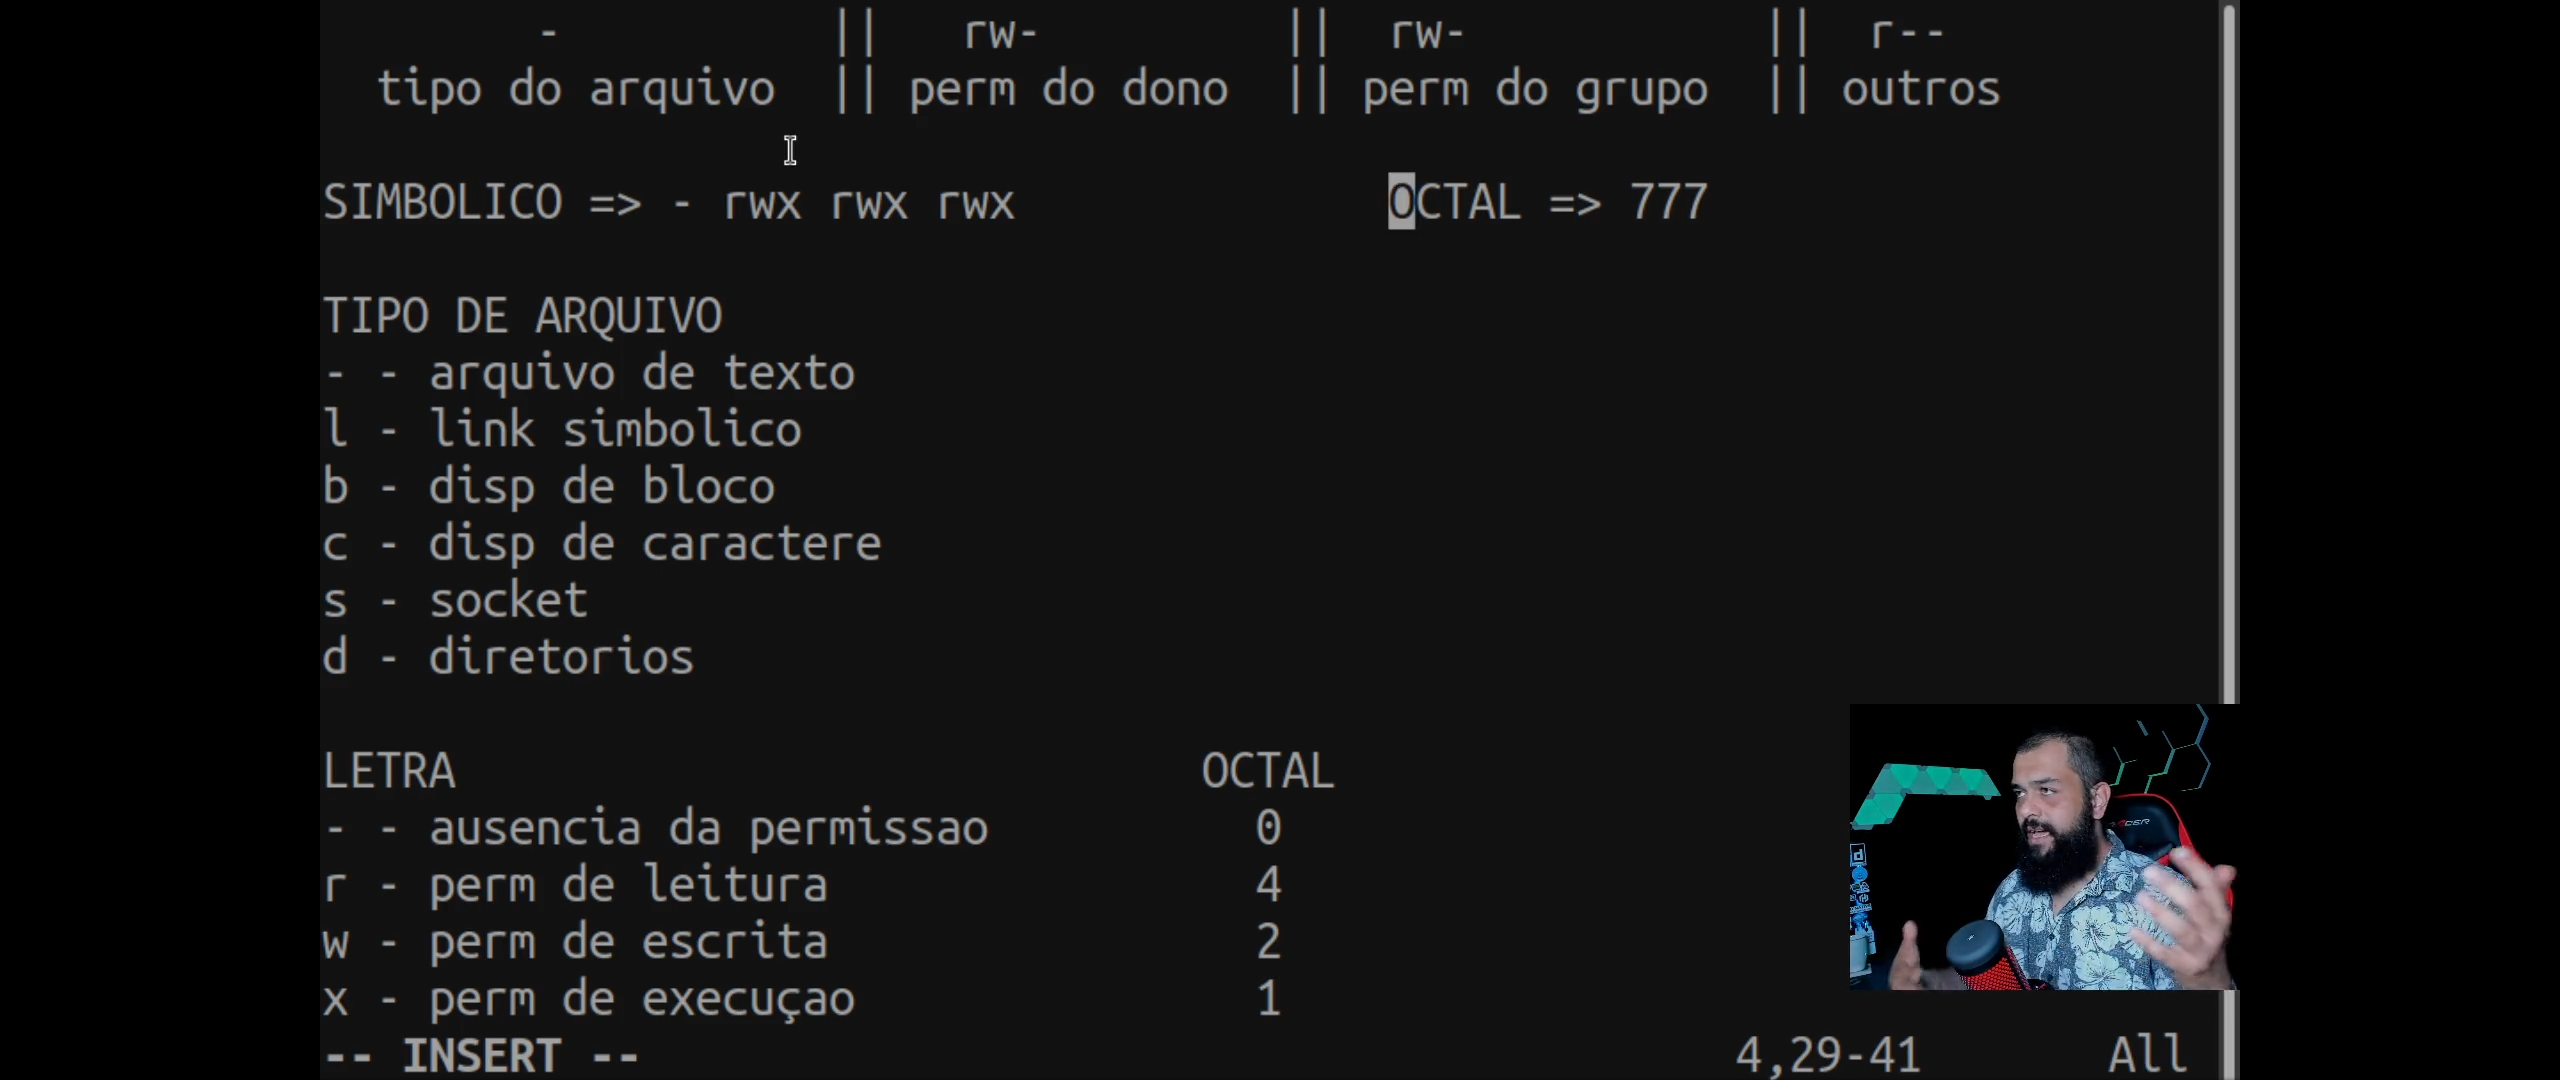 - || rw- || rw- || r--
tipo do arquivo || perm do dono || perm do grupo || outros
SIMBOLICO => - rwx rwx rwx OCTAL => 777
TIPO DE ARQUIVO
- - arquivo de texto
l - link simbolico
b - disp de bloco
c - disp de caractere
s - socket
d - diretorios
LETRA OCTAL
- - ausencia da permissao 0
r - perm de leitura 4
w - perm de escrita 2
x - perm de execuçao 1
-- INSERT -- 4,29-41 All